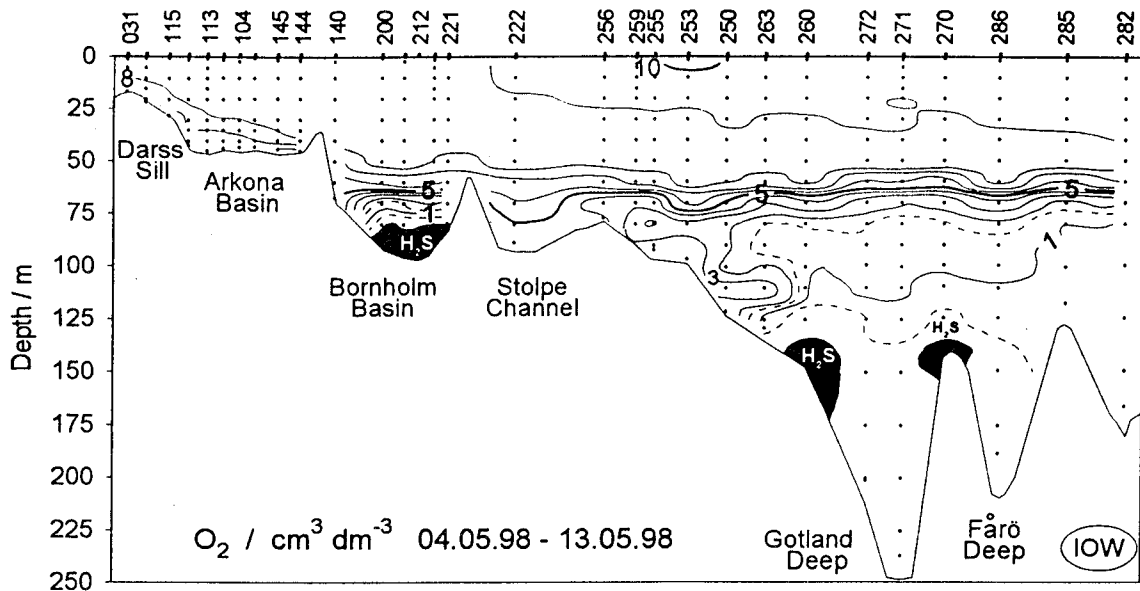 031 115 113 104 145 144 140 200 212 221 222 256 259 255 253 250 263 260 272 271 270 286 285 282
0
25
50
75
100
125
150
175
200
225
250
Depth / m
8
10
5
1
5
5
3
1
H₂S
H₂S
H₂S
Darss
Sill
Arkona
Basin
Bornholm
Basin
Stolpe
Channel
Gotland
Deep
Fårö
Deep
O₂ / cm³ dm⁻³ 04.05.98 - 13.05.98
IOW